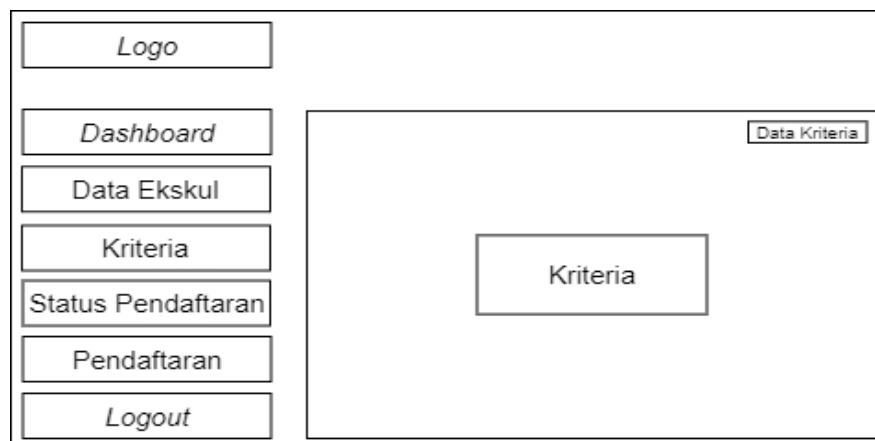 Logo
Dashboard
Data Ekskul
Kriteria
Status Pendaftaran
Pendaftaran
Logout
Data Kriteria
Kriteria